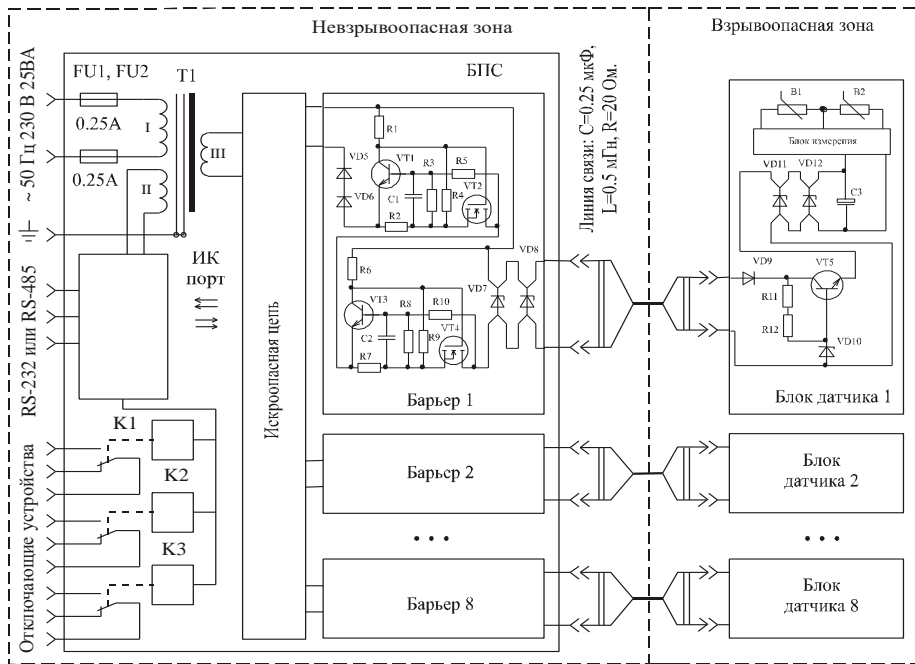 Невзрывоопасная зона
Взрывоопасная зона
~ 50 Гц 230 В 25ВА
FU1, FU2
T1
0.25A
I
0.25A
II
III
RS-232 или RS-485
ИК
порт
Отключающие устройства
K1
K2
K3
Искроопасная цепь
БПС
R1
VD5
VT1
R3
R5
VD6
C1
R4
VT2
R2
R6
VD7
VD8
VT3
R8
R10
C2
R9
VT4
R7
Барьер 1
Барьер 2
• • •
Барьер 8
Линия связи: C=0.25 мкФ,
L=0.5 мГн, R=20 Ом.
B1
B2
Блок измерения
VD11
VD12
C3
VD9
VT5
R11
R12
VD10
Блок датчика 1
Блок
датчика 2
• • •
Блок
датчика 8